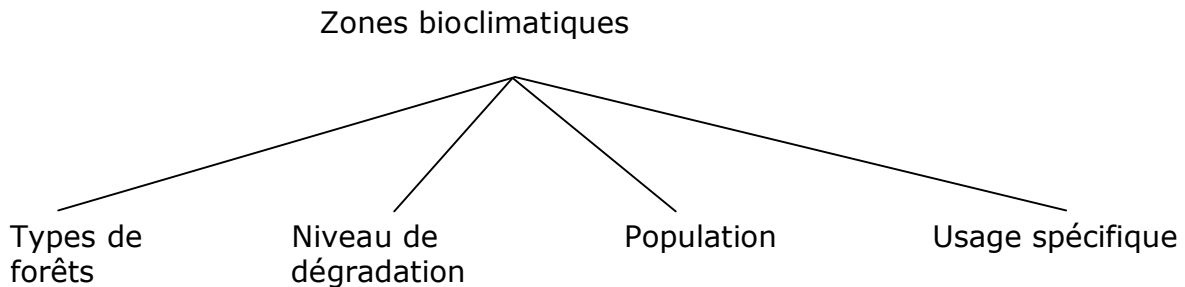 Zones bioclimatiques
Types de
forêts
Niveau de
dégradation
Population
Usage spécifique